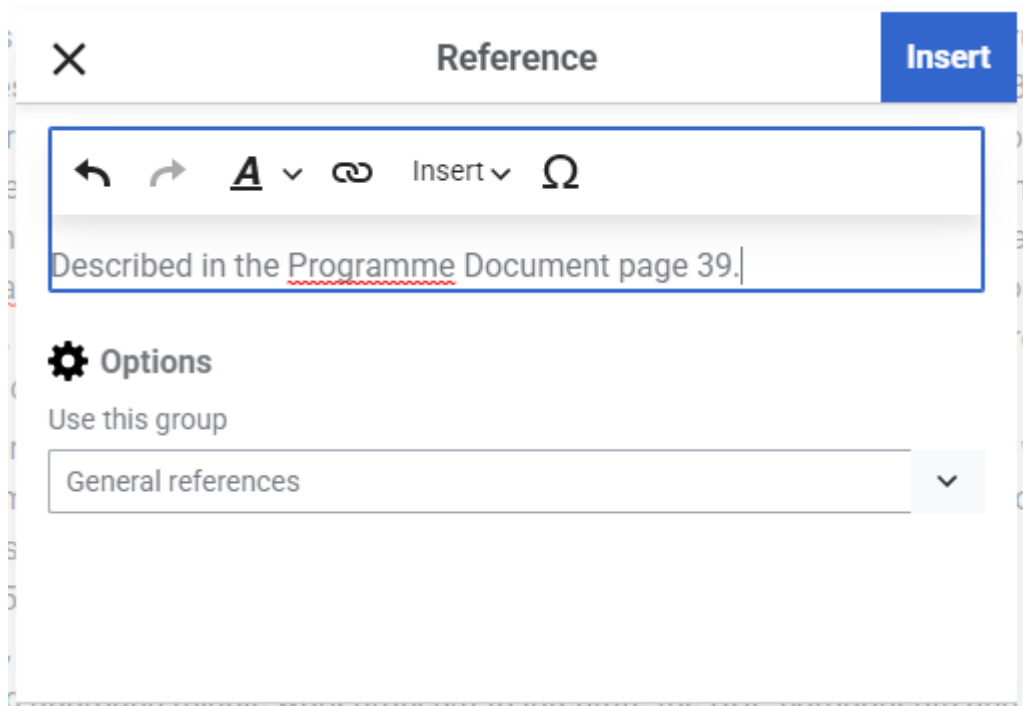 Reference
Insert
A Insert Ω
Described in the Programme Document page 39.
Options
Use this group
General references